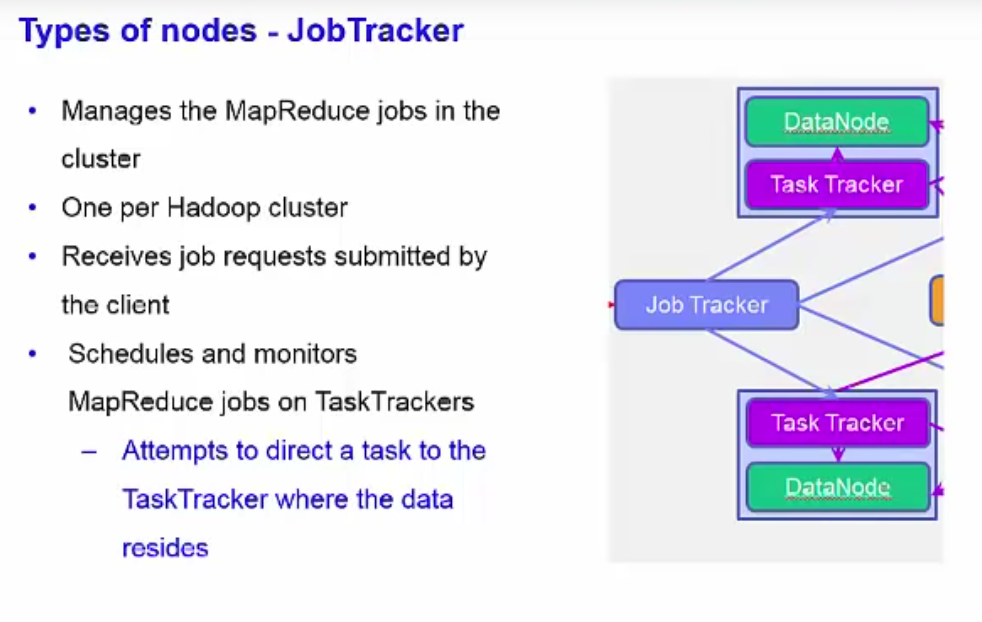 Types of nodes - JobTracker
• Manages the MapReduce jobs in the
cluster
• One per Hadoop cluster
• Receives job requests submitted by
the client
• Schedules and monitors
MapReduce jobs on TaskTrackers
– Attempts to direct a task to the
TaskTracker where the data
resides
DataNode
Task Tracker
Job Tracker
Task Tracker
DataNode